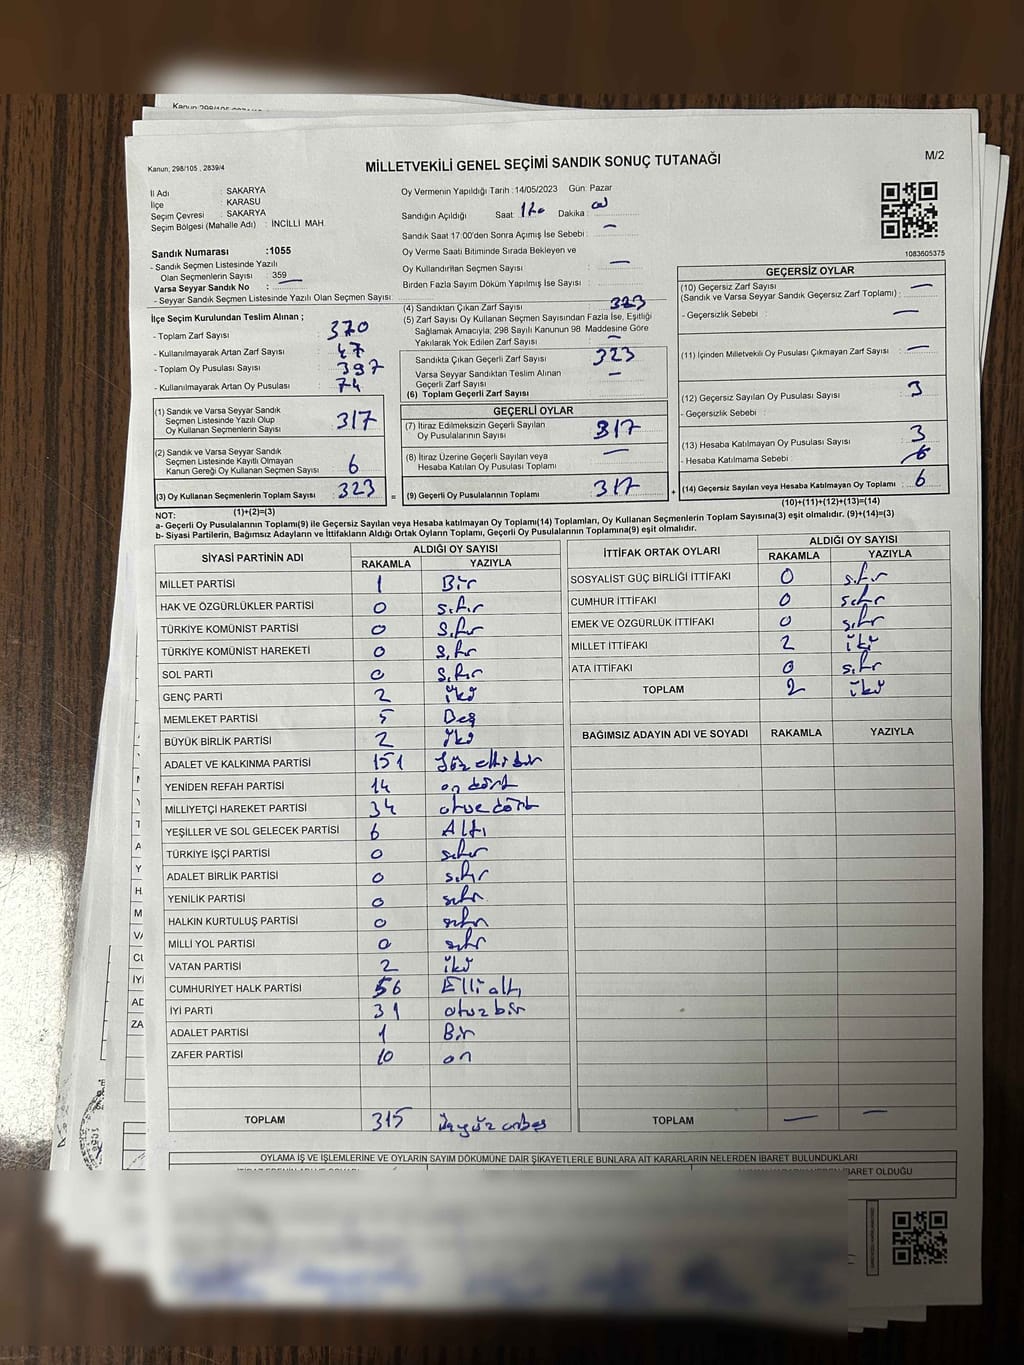 Kanun, 298/105 , 2839/4
MİLLETVEKİLİ GENEL SEÇİMİ SANDIK SONUÇ TUTANAĞI
M/2
İl Adı : SAKARYA
İlçe : KARASU
Seçim Çevresi : SAKARYA
Seçim Bölgesi (Mahalle Adı) : İNCİLLİ MAH
Sandık Numarası :1055
- Sandık Seçmen Listesinde Yazılı
Olan Seçmenlerin Sayısı : 359
Varsa Seyyar Sandık No :
- Seyyar Sandık Seçmen Listesinde Yazılı Olan Seçmen Sayısı:
Oy Vermenin Yapıldığı Tarih : 14/05/2023 Gün: Pazar
Sandığın Açıldığı Saat Dakika :
Sandık Saat 17:00'den Sonra Açımış İse Sebebi : —
Oy Verme Saati Bitiminde Sırada Bekleyen ve
Oy Kullandırılan Seçmen Sayısı : —
Birden Fazla Sayım Döküm Yapılmış İse Sayısı :
1083605375
İlçe Seçim Kurulundan Teslim Alınan ;
- Toplam Zarf Sayısı : 370
- Kullanılmayarak Artan Zarf Sayısı : 47
- Toplam Oy Pusulası Sayısı : 397
- Kullanılmayarak Artan Oy Pusulası : 74
(1) Sandık ve Varsa Seyyar Sandık
Seçmen Listesinde Yazılı Olup
Oy Kullanan Seçmenlerin Sayısı : 317
(2) Sandık ve Varsa Seyyar Sandık
Seçmen Listesinde Kayıtlı Olmayan
Kanun Gereği Oy Kullanan Seçmen Sayısı : 6
(3) Oy Kullanan Seçmenlerin Toplam Sayısı : 323
(1)+(2)=(3)
(4) Sandıktan Çıkan Zarf Sayısı : 323
(5) Zarf Sayısı Oy Kullanan Seçmen Sayısından Fazla İse, Eşitliği
Sağlamak Amacıyla; 298 Sayılı Kanunun 98 Maddesine Göre
Yakılarak Yok Edilen Zarf Sayısı : —
Sandıkta Çıkan Geçerli Zarf Sayısı : 323
Varsa Seyyar Sandıktan Teslim Alınan
Geçerli Zarf Sayısı : —
(6) Toplam Geçerli Zarf Sayısı :
GEÇERLİ OYLAR
(7) İtiraz Edilmeksizin Geçerli Sayılan
Oy Pusulalarının Sayısı : 317
(8) İtiraz Üzerine Geçerli Sayılan veya
Hesaba Katılan Oy Pusulası Toplamı : —
= (9) Geçerli Oy Pusulalarının Toplamı : 317
GEÇERSİZ OYLAR
(10) Geçersiz Zarf Sayısı : —
(Sandık ve Varsa Seyyar Sandık Geçersiz Zarf Toplamı) :
- Geçersizlik Sebebi : —
(11) İçinden Milletvekili Oy Pusulası Çıkmayan Zarf Sayısı : —
(12) Geçersiz Sayılan Oy Pusulası Sayısı : 3
- Geçersizlik Sebebi :
(13) Hesaba Katılmayan Oy Pusulası Sayısı : 3
- Hesaba Katılmama Sebebi :
+ (14) Geçersiz Sayılan veya Hesaba Katılmayan Oy Toplamı : 6
(10)+(11)+(12)+(13)=(14)
NOT:
a- Geçerli Oy Pusulalarının Toplamı(9) ile Geçersiz Sayılan veya Hesaba katılmayan Oy Toplamı(14) Toplamları, Oy Kullanan Seçmenlerin Toplam Sayısına(3) eşit olmalıdır. (9)+(14)=(3)
b- Siyasi Partilerin, Bağımsız Adayların ve İttifakların Aldığı Ortak Oyların Toplamı, Geçerli Oy Pusulalarının Toplamına(9) eşit olmalıdır.
SİYASİ PARTİNİN ADI ALDIĞI OY SAYISI
RAKAMLA YAZIYLA
MİLLET PARTİSİ 1 Bir
HAK VE ÖZGÜRLÜKLER PARTİSİ 0 sıfır
TÜRKİYE KOMÜNİST PARTİSİ 0 sıfır
TÜRKİYE KOMÜNİST HAREKETİ 0 sıfır
SOL PARTİ 0 sıfır
GENÇ PARTİ 2 iki
MEMLEKET PARTİSİ 5 Beş
BÜYÜK BİRLİK PARTİSİ 2 iki
ADALET VE KALKINMA PARTİSİ 151 Yüz elli bir
YENİDEN REFAH PARTİSİ 14 on dört
MİLLİYETÇİ HAREKET PARTİSİ 34 otuz dört
YEŞİLLER VE SOL GELECEK PARTİSİ 6 Altı
TÜRKİYE İŞÇİ PARTİSİ 0 sıfır
ADALET BİRLİK PARTİSİ 0 sıfır
YENİLİK PARTİSİ 0 sıfır
HALKIN KURTULUŞ PARTİSİ 0 sıfır
MİLLİ YOL PARTİSİ 0 sıfır
VATAN PARTİSİ 2 iki
CUMHURİYET HALK PARTİSİ 56 Elli altı
İYİ PARTİ 31 otuz bir
ADALET PARTİSİ 1 Bir
ZAFER PARTİSİ 10 on
TOPLAM 315 üçyüz onbeş
İTTİFAK ORTAK OYLARI ALDIĞI OY SAYISI
RAKAMLA YAZIYLA
SOSYALİST GÜÇ BİRLİĞİ İTTİFAKI 0 sıfır
CUMHUR İTTİFAKI 0 sıfır
EMEK VE ÖZGÜRLÜK İTTİFAKI 0 sıfır
MİLLET İTTİFAKI 2 iki
ATA İTTİFAKI 0 sıfır
TOPLAM 2 iki
BAĞIMSIZ ADAYIN ADI VE SOYADI RAKAMLA YAZIYLA
TOPLAM — —
OYLAMA İŞ VE İŞLEMLERİNE VE OYLARIN SAYIM DÖKÜMÜNE DAİR ŞİKAYETLERLE BUNLARA AİT KARARLARIN NELERDEN İBARET BULUNDUKLARI